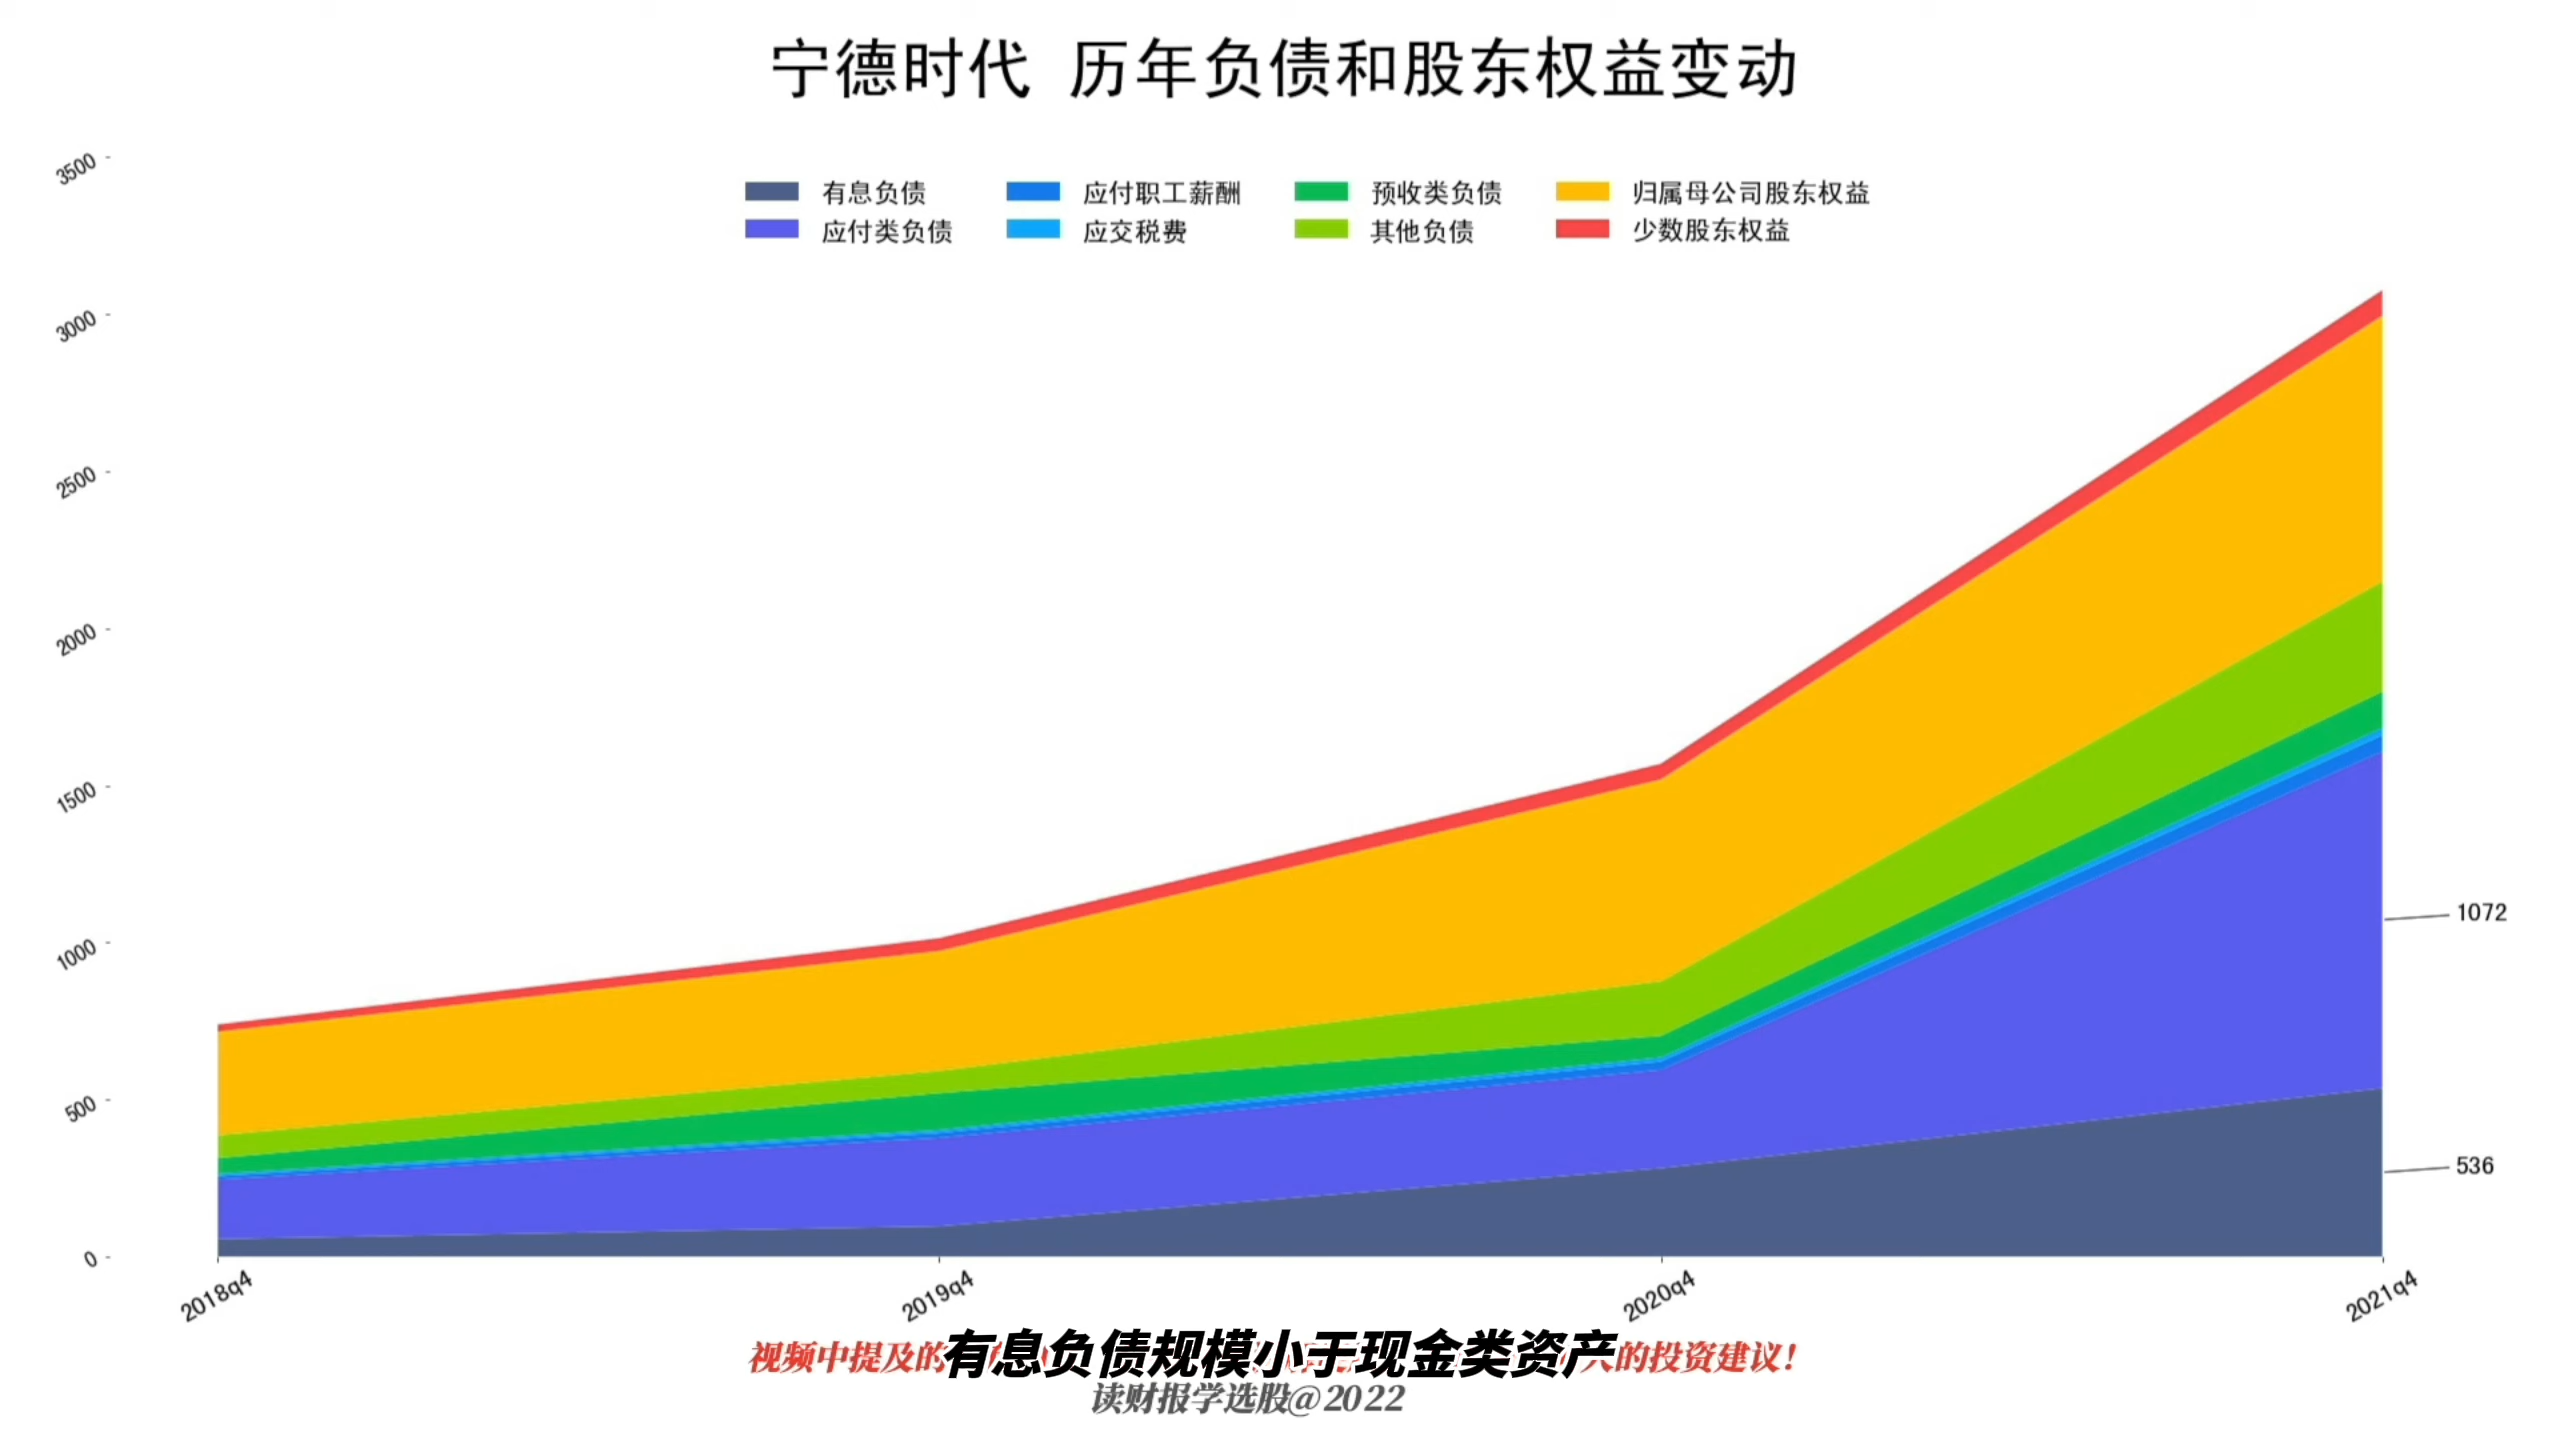 宁德时代 历年负债和股东权益变动
有息负债 应付职工薪酬 预收类负债 归属母公司股东权益
应付类负债 应交税费 其他负债 少数股东权益
3500
3000
2500
2000
1500
1000
500
0
1072
536
2018q4 2019q4 2020q4 2021q4
视频中提及的 的投资建议!
有息负债规模小于现金类资产
读财报学选股@2022